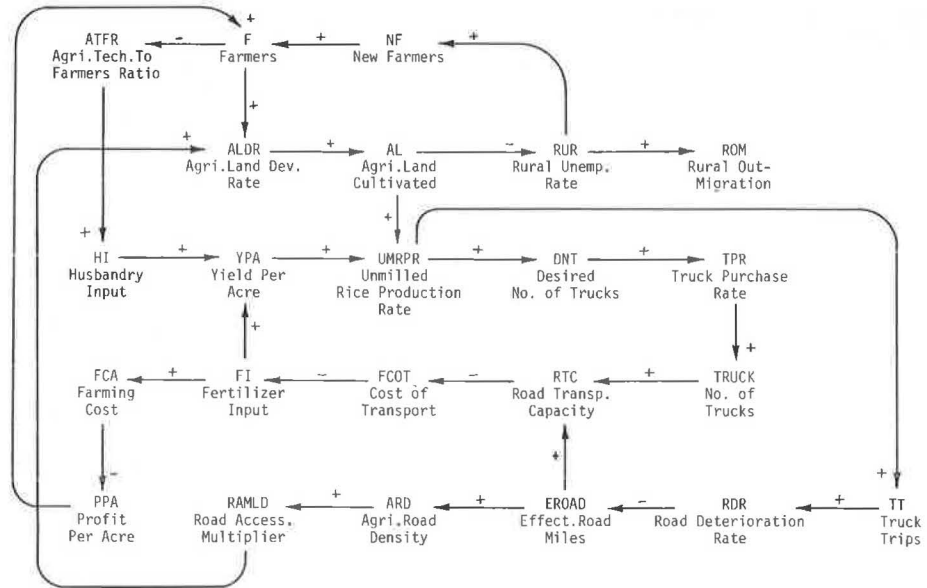 +
ATFR
Agri.Tech.To
Farmers Ratio
-
F
Farmers
+
NF
New Farmers
+
+
+
ALDR
Agri.Land Dev.
Rate
+
AL
Agri.Land
Cultivated
-
RUR
Rural Unemp.
Rate
+
ROM
Rural Out-
Migration
+
+
HI
Husbandry
Input
+
YPA
Yield Per
Acre
+
UMRPR
Unmilled
Rice Production
Rate
+
DNT
Desired
No. of Trucks
+
TPR
Truck Purchase
Rate
+
+
FCA
Farming
Cost
+
FI
Fertilizer
Input
-
FCOT
Cost of
Transport
-
RTC
Road Transp.
Capacity
+
TRUCK
No. of
Trucks
-
+
+
PPA
Profit
Per Acre
RAMLD
Road Access.
Multiplier
+
ARD
Agri.Road
Density
+
EROAD
Effect.Road
Miles
-
RDR
Road Deterioration
Rate
+
TT
Truck
Trips